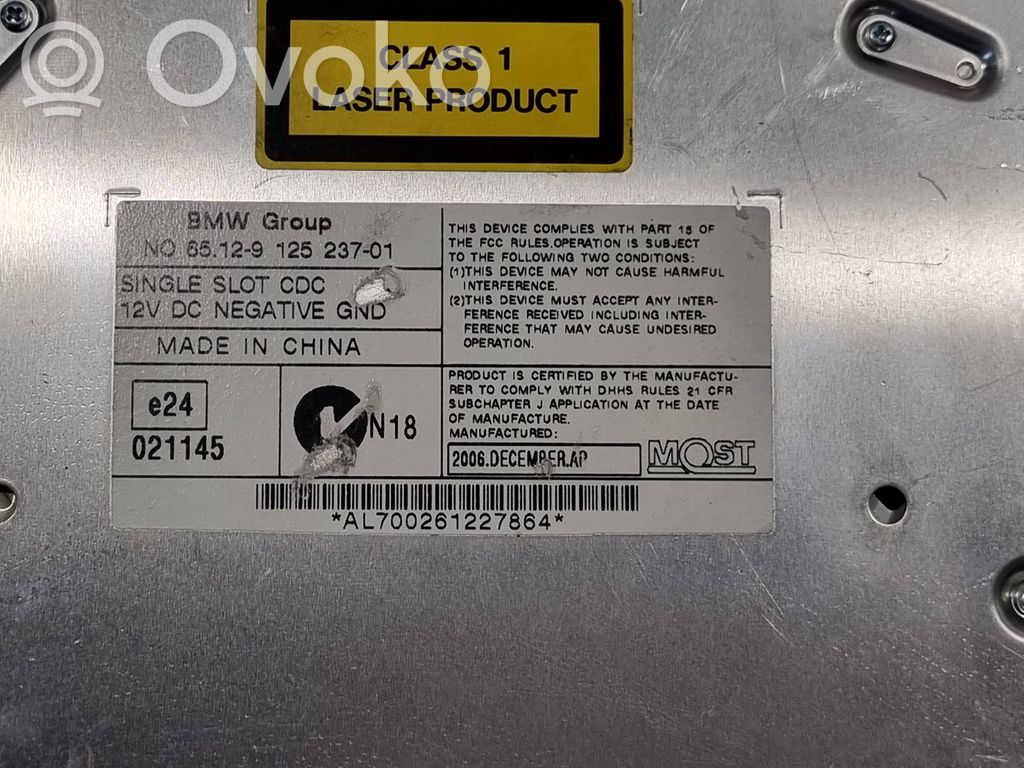 CLASS 1
LASER PRODUCT
Ovoko
BMW Group
NO 65.12-9 125 237-01
SINGLE SLOT CDC
12V DC NEGATIVE GND
MADE IN CHINA
e24
021145
N18
THIS DEVICE COMPLIES WITH PART 15 OF
THE FCC RULES.OPERATION IS SUBJECT
TO THE FOLLOWING TWO CONDITIONS:
(1)THIS DEVICE MAY NOT CAUSE HARMFUL
INTERFERENCE.
(2)THIS DEVICE MUST ACCEPT ANY INTER-
FERENCE RECEIVED INCLUDING INTER-
FERENCE THAT MAY CAUSE UNDESIRED
OPERATION.
PRODUCT IS CERTIFIED BY THE MANUFACTU-
RER TO COMPLY WITH DHHS RULES 21 CFR
SUBCHAPTER J APPLICATION AT THE DATE
OF MANUFACTURE.
MANUFACTURED:
2006.DECEMBER.AP
MOST
*AL700261227864*